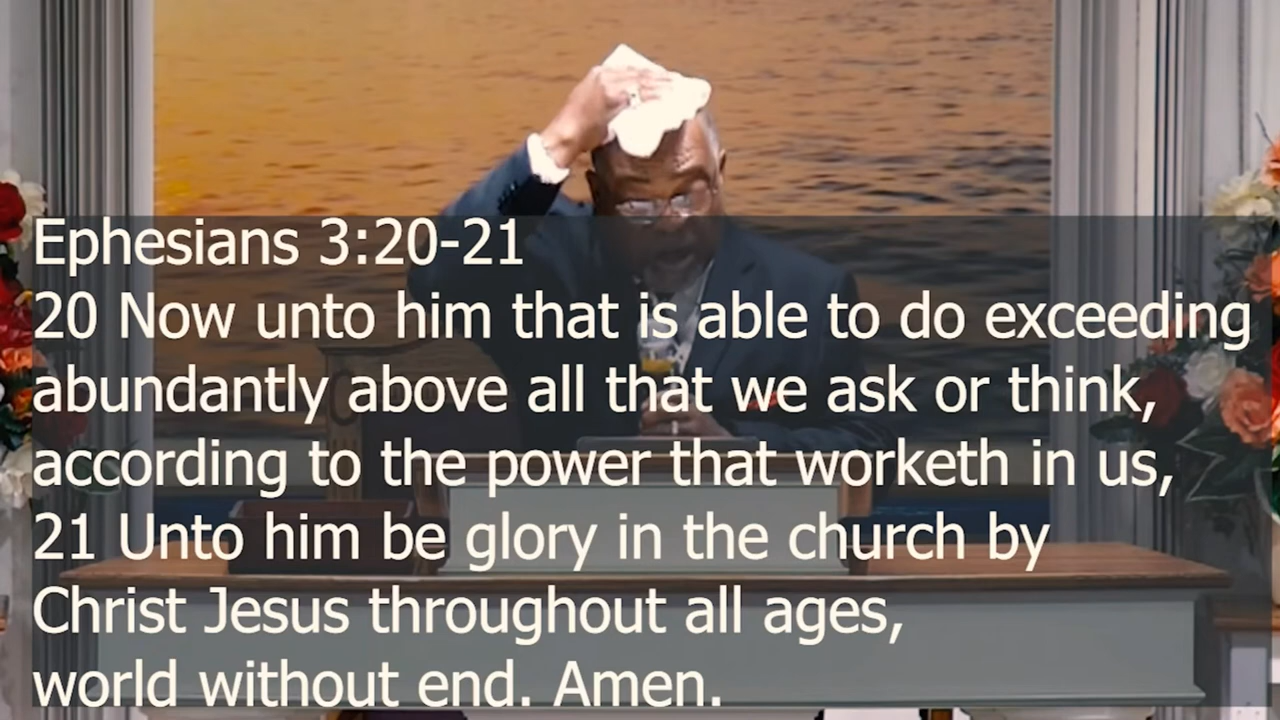 Ephesians 3:20-21
20 Now unto him that is able to do exceeding
abundantly above all that we ask or think,
according to the power that worketh in us,
21 Unto him be glory in the church by
Christ Jesus throughout all ages,
world without end. Amen.